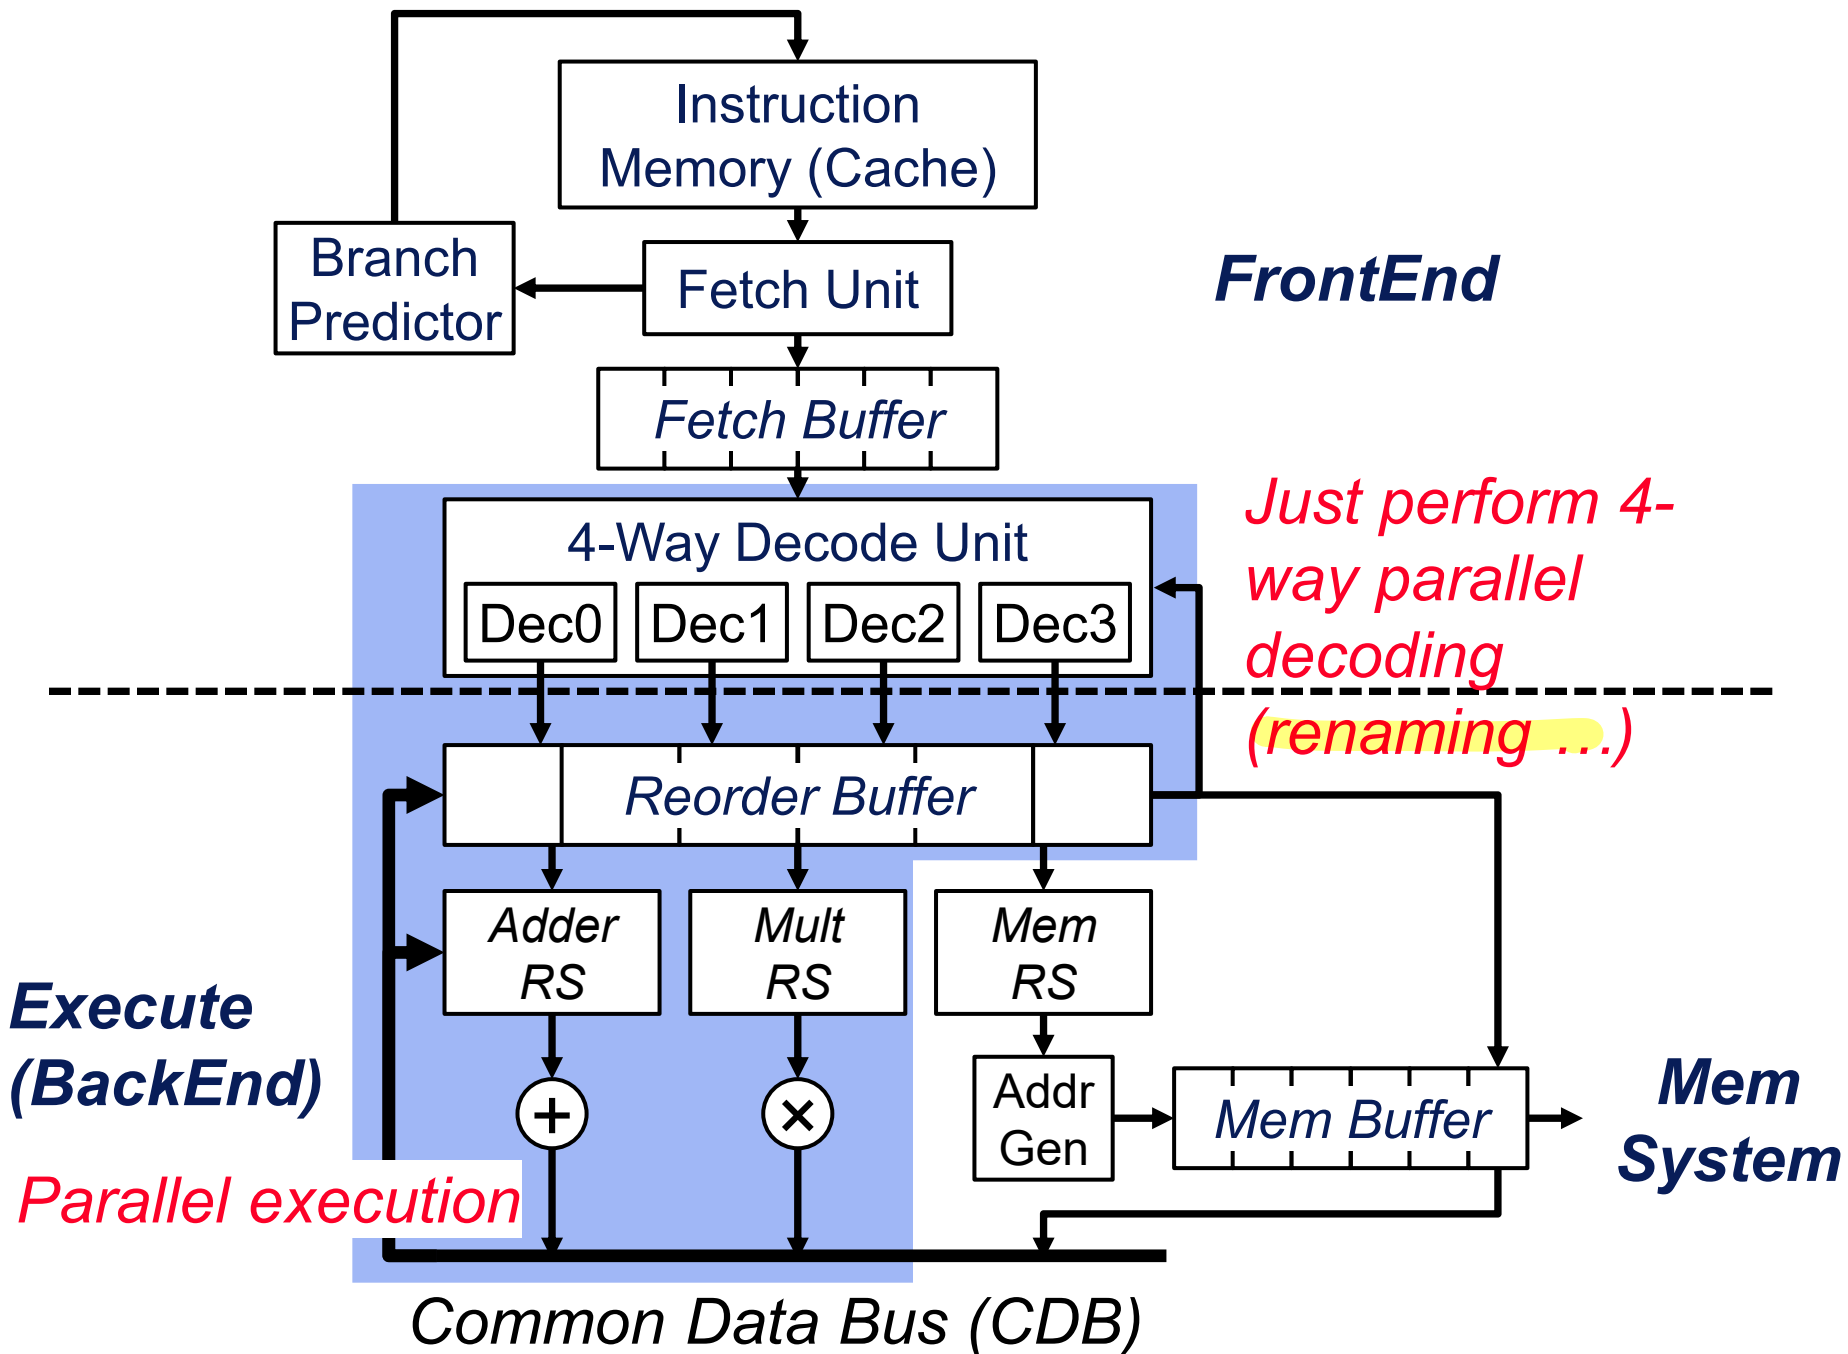 Instruction
Memory (Cache)
Branch
Predictor
Fetch Unit
FrontEnd
Fetch Buffer
4-Way Decode Unit
Dec0
Dec1
Dec2
Dec3
Just perform 4-
way parallel
decoding
(renaming ...)
Reorder Buffer
Adder
RS
Mult
RS
Mem
RS
Execute
(BackEnd)
+
×
Addr
Gen
Mem Buffer
Mem
System
Parallel execution
Common Data Bus (CDB)